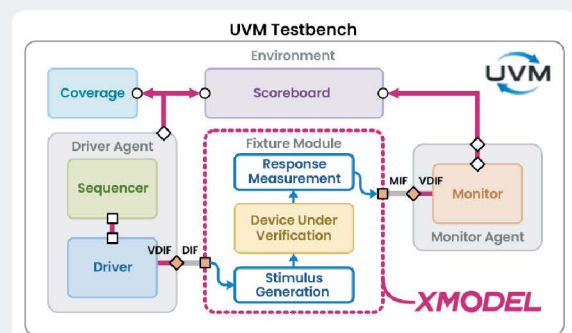 UVM Testbench
Environment
UVM
Coverage
Scoreboard
Driver Agent
Sequencer
Driver
VDIF
DIF
Fixture Module
Response
Measurement
Device Under
Verification
Stimulus
Generation
MIF
VDIF
Monitor
Monitor Agent
XMODEL